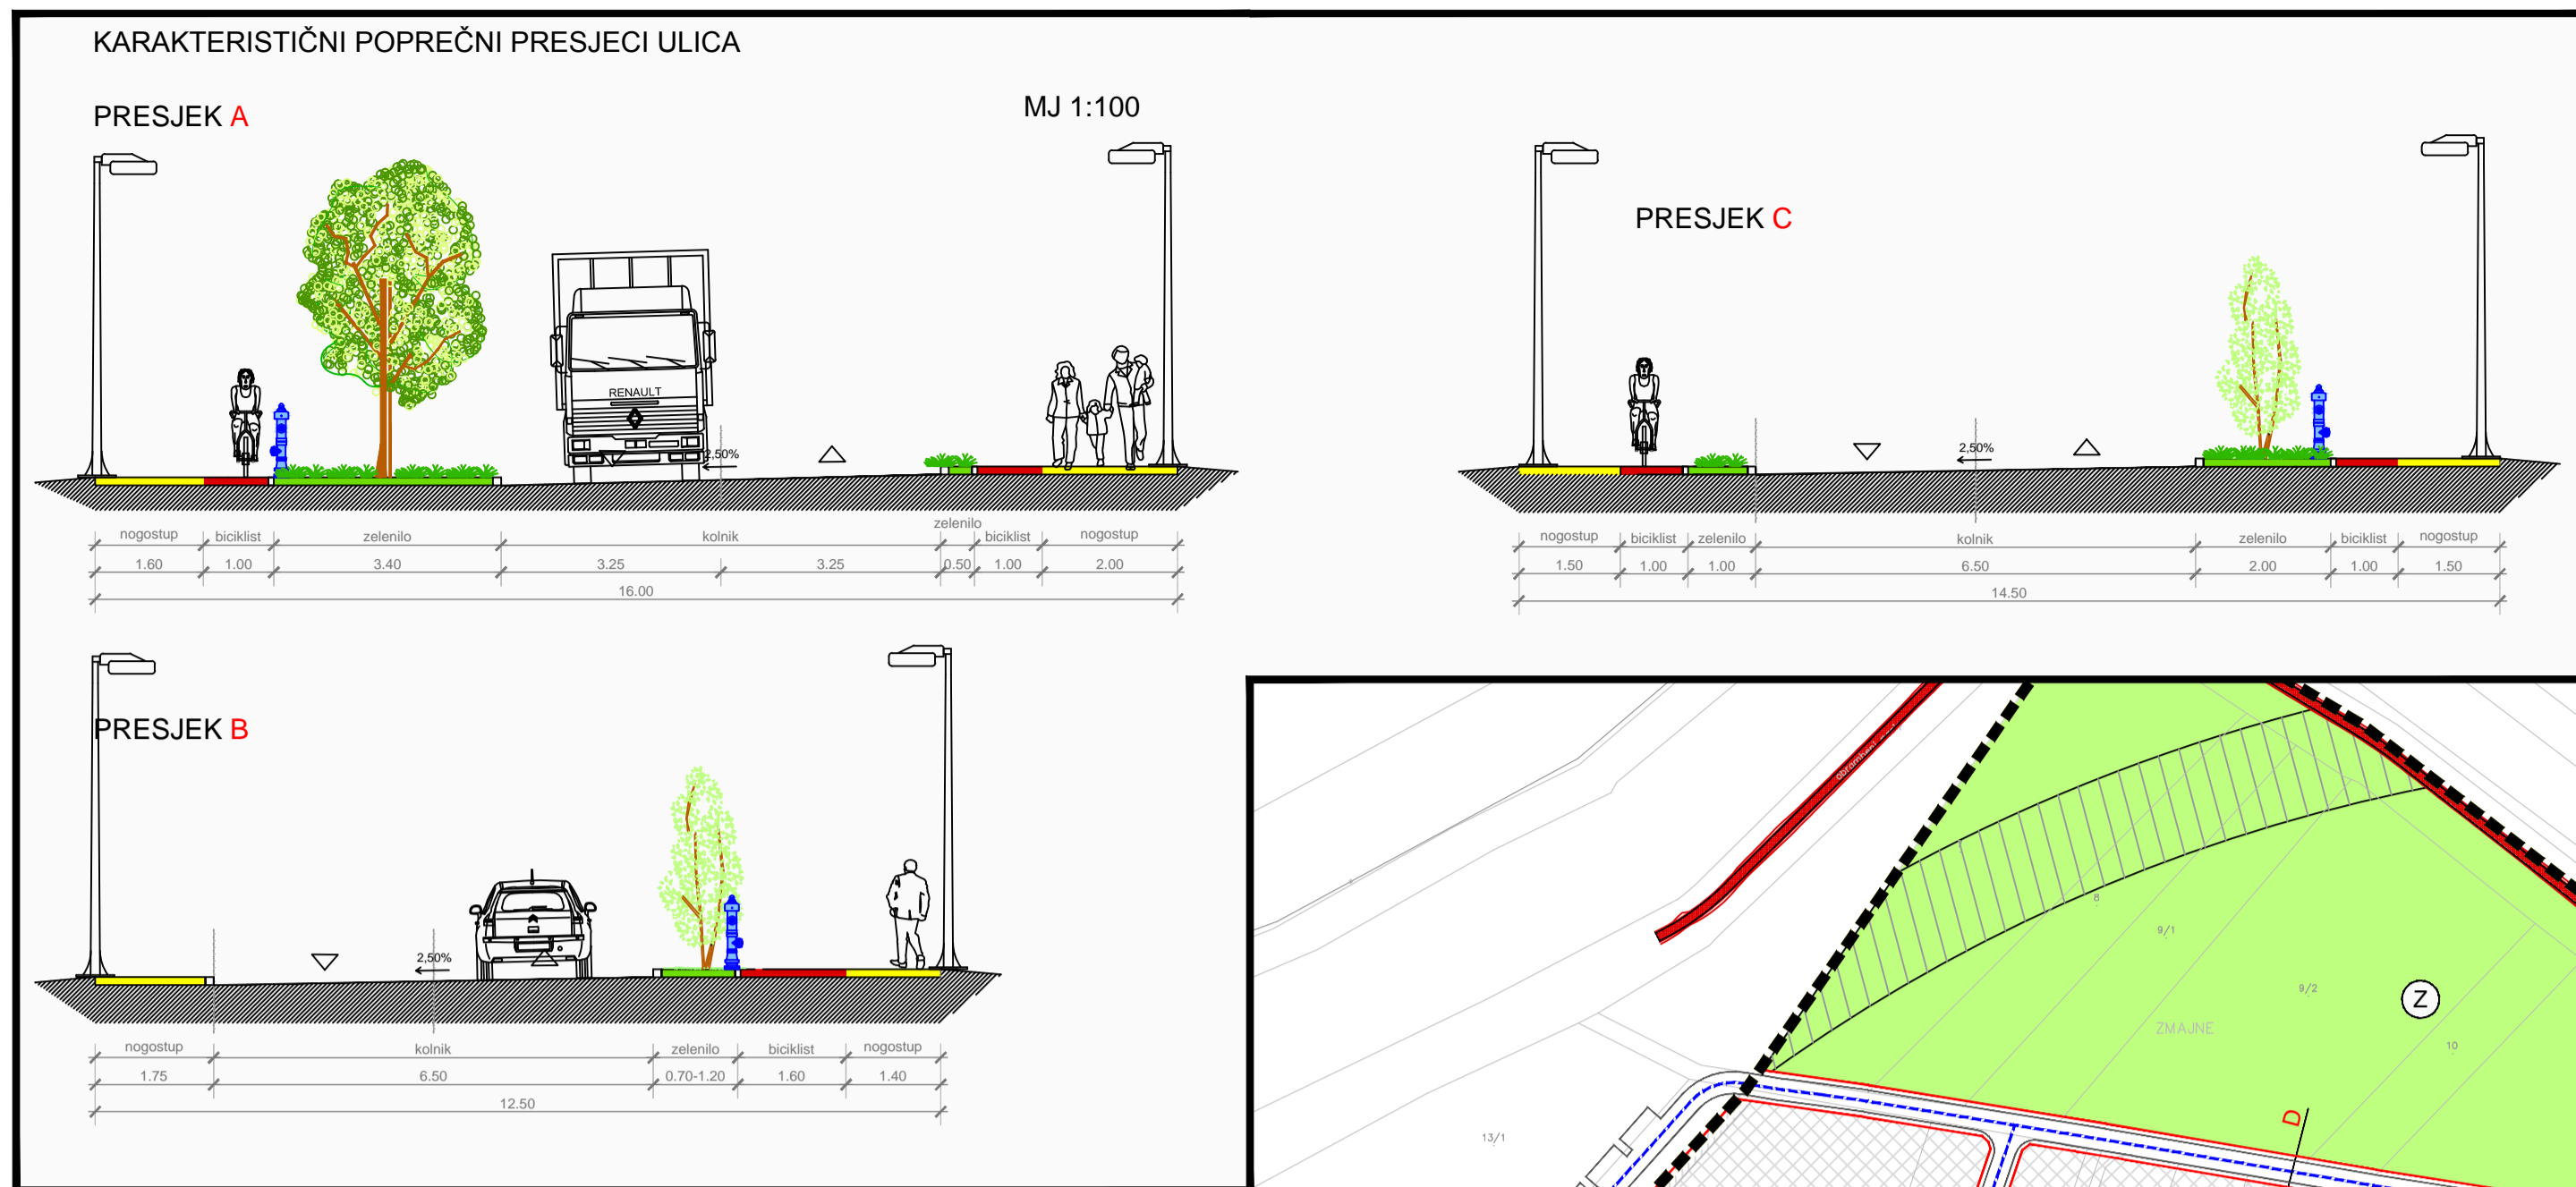 KARAKTERISTIČNI POPREČNI PRESJECI ULICA
PRESJEK A
MJ 1:100
RENAULT
2,50%
nogostup biciklist zelenilo kolnik zelenilo biciklist nogostup
1.60 1.00 3.40 3.25 3.25 0.50 1.00 2.00
16.00
PRESJEK C
2,50%
nogostup biciklist zelenilo kolnik zelenilo biciklist nogostup
1.50 1.00 1.00 6.50 2.00 1.00 1.50
14.50
PRESJEK B
2,50%
nogostup kolnik zelenilo biciklist nogostup
1.75 6.50 0.70-1.20 1.60 1.40
12.50
8
9/1
9/2
Z
ZMAJNE
10
13/1
D